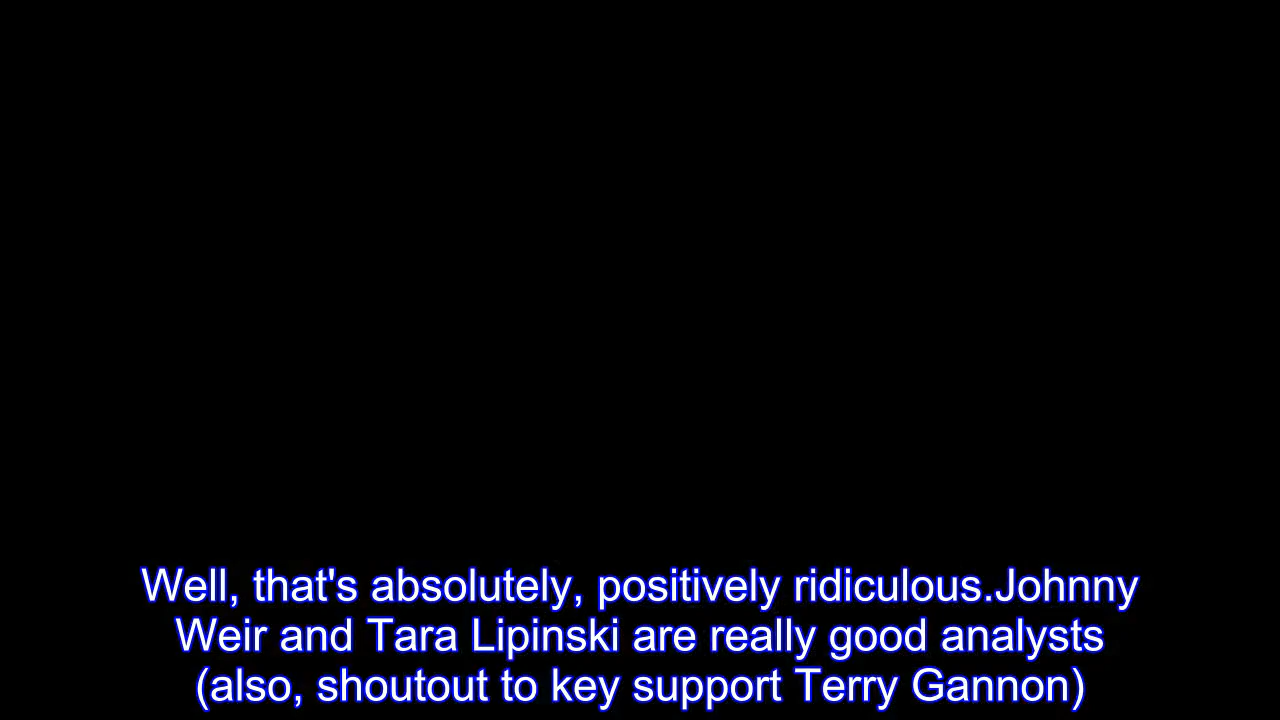 Well, that's absolutely, positively ridiculous.Johnny
Weir and Tara Lipinski are really good analysts
(also, shoutout to key support Terry Gannon)